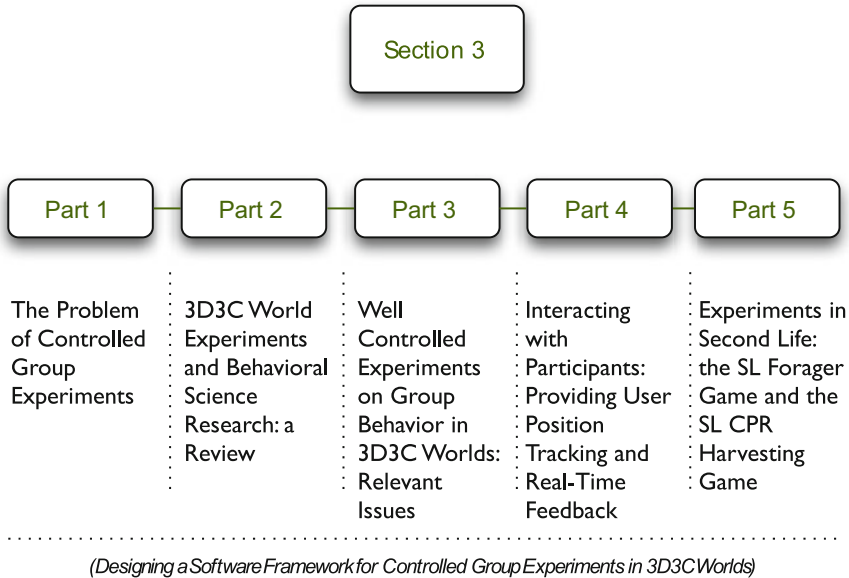 Section 3
Part 1
Part 2
Part 3
Part 4
Part 5
The Problem
of Controlled
Group
Experiments
3D3C World
Experiments
and Behavioral
Science
Research: a
Review
Well
Controlled
Experiments
on Group
Behavior in
3D3C Worlds:
Relevant
Issues
Interacting
with
Participants:
Providing User
Position
Tracking and
Real-Time
Feedback
Experiments in
Second Life:
the SL Forager
Game and the
SL CPR
Harvesting
Game
(Designing a Software Framework for Controlled Group Experiments in 3D3C Worlds)